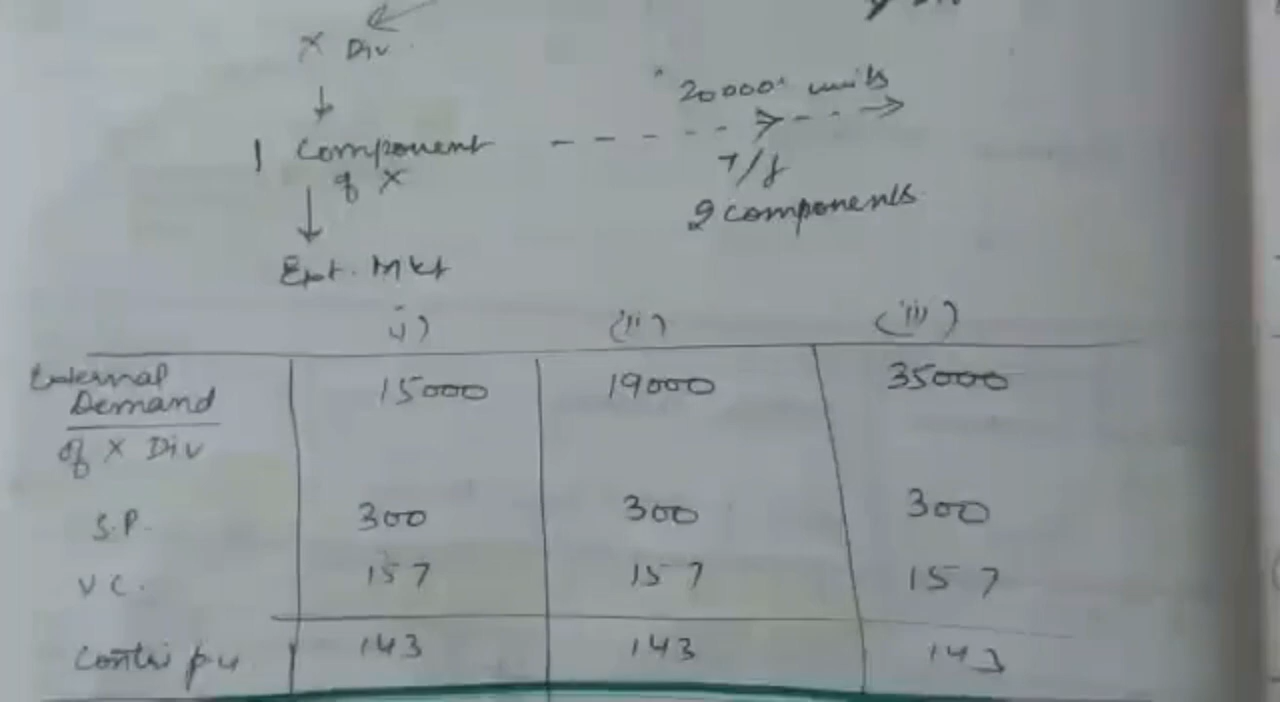 X Div.
20000 units
1 Component
of X
T/f
2 components
Ext. Mkt
i) (ii) (iii)
External 15000 19000 35000
Demand
of X Div
S.P. 300 300 300
V C. 157 157 157
Contri pu 143 143 143